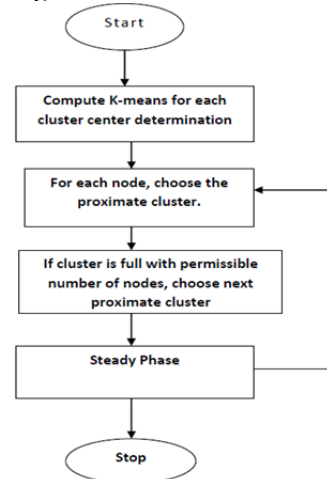 Start
Compute K-means for each
cluster center determination
For each node, choose the
proximate cluster.
If cluster is full with permissible
number of nodes, choose next
proximate cluster
Steady Phase
Stop